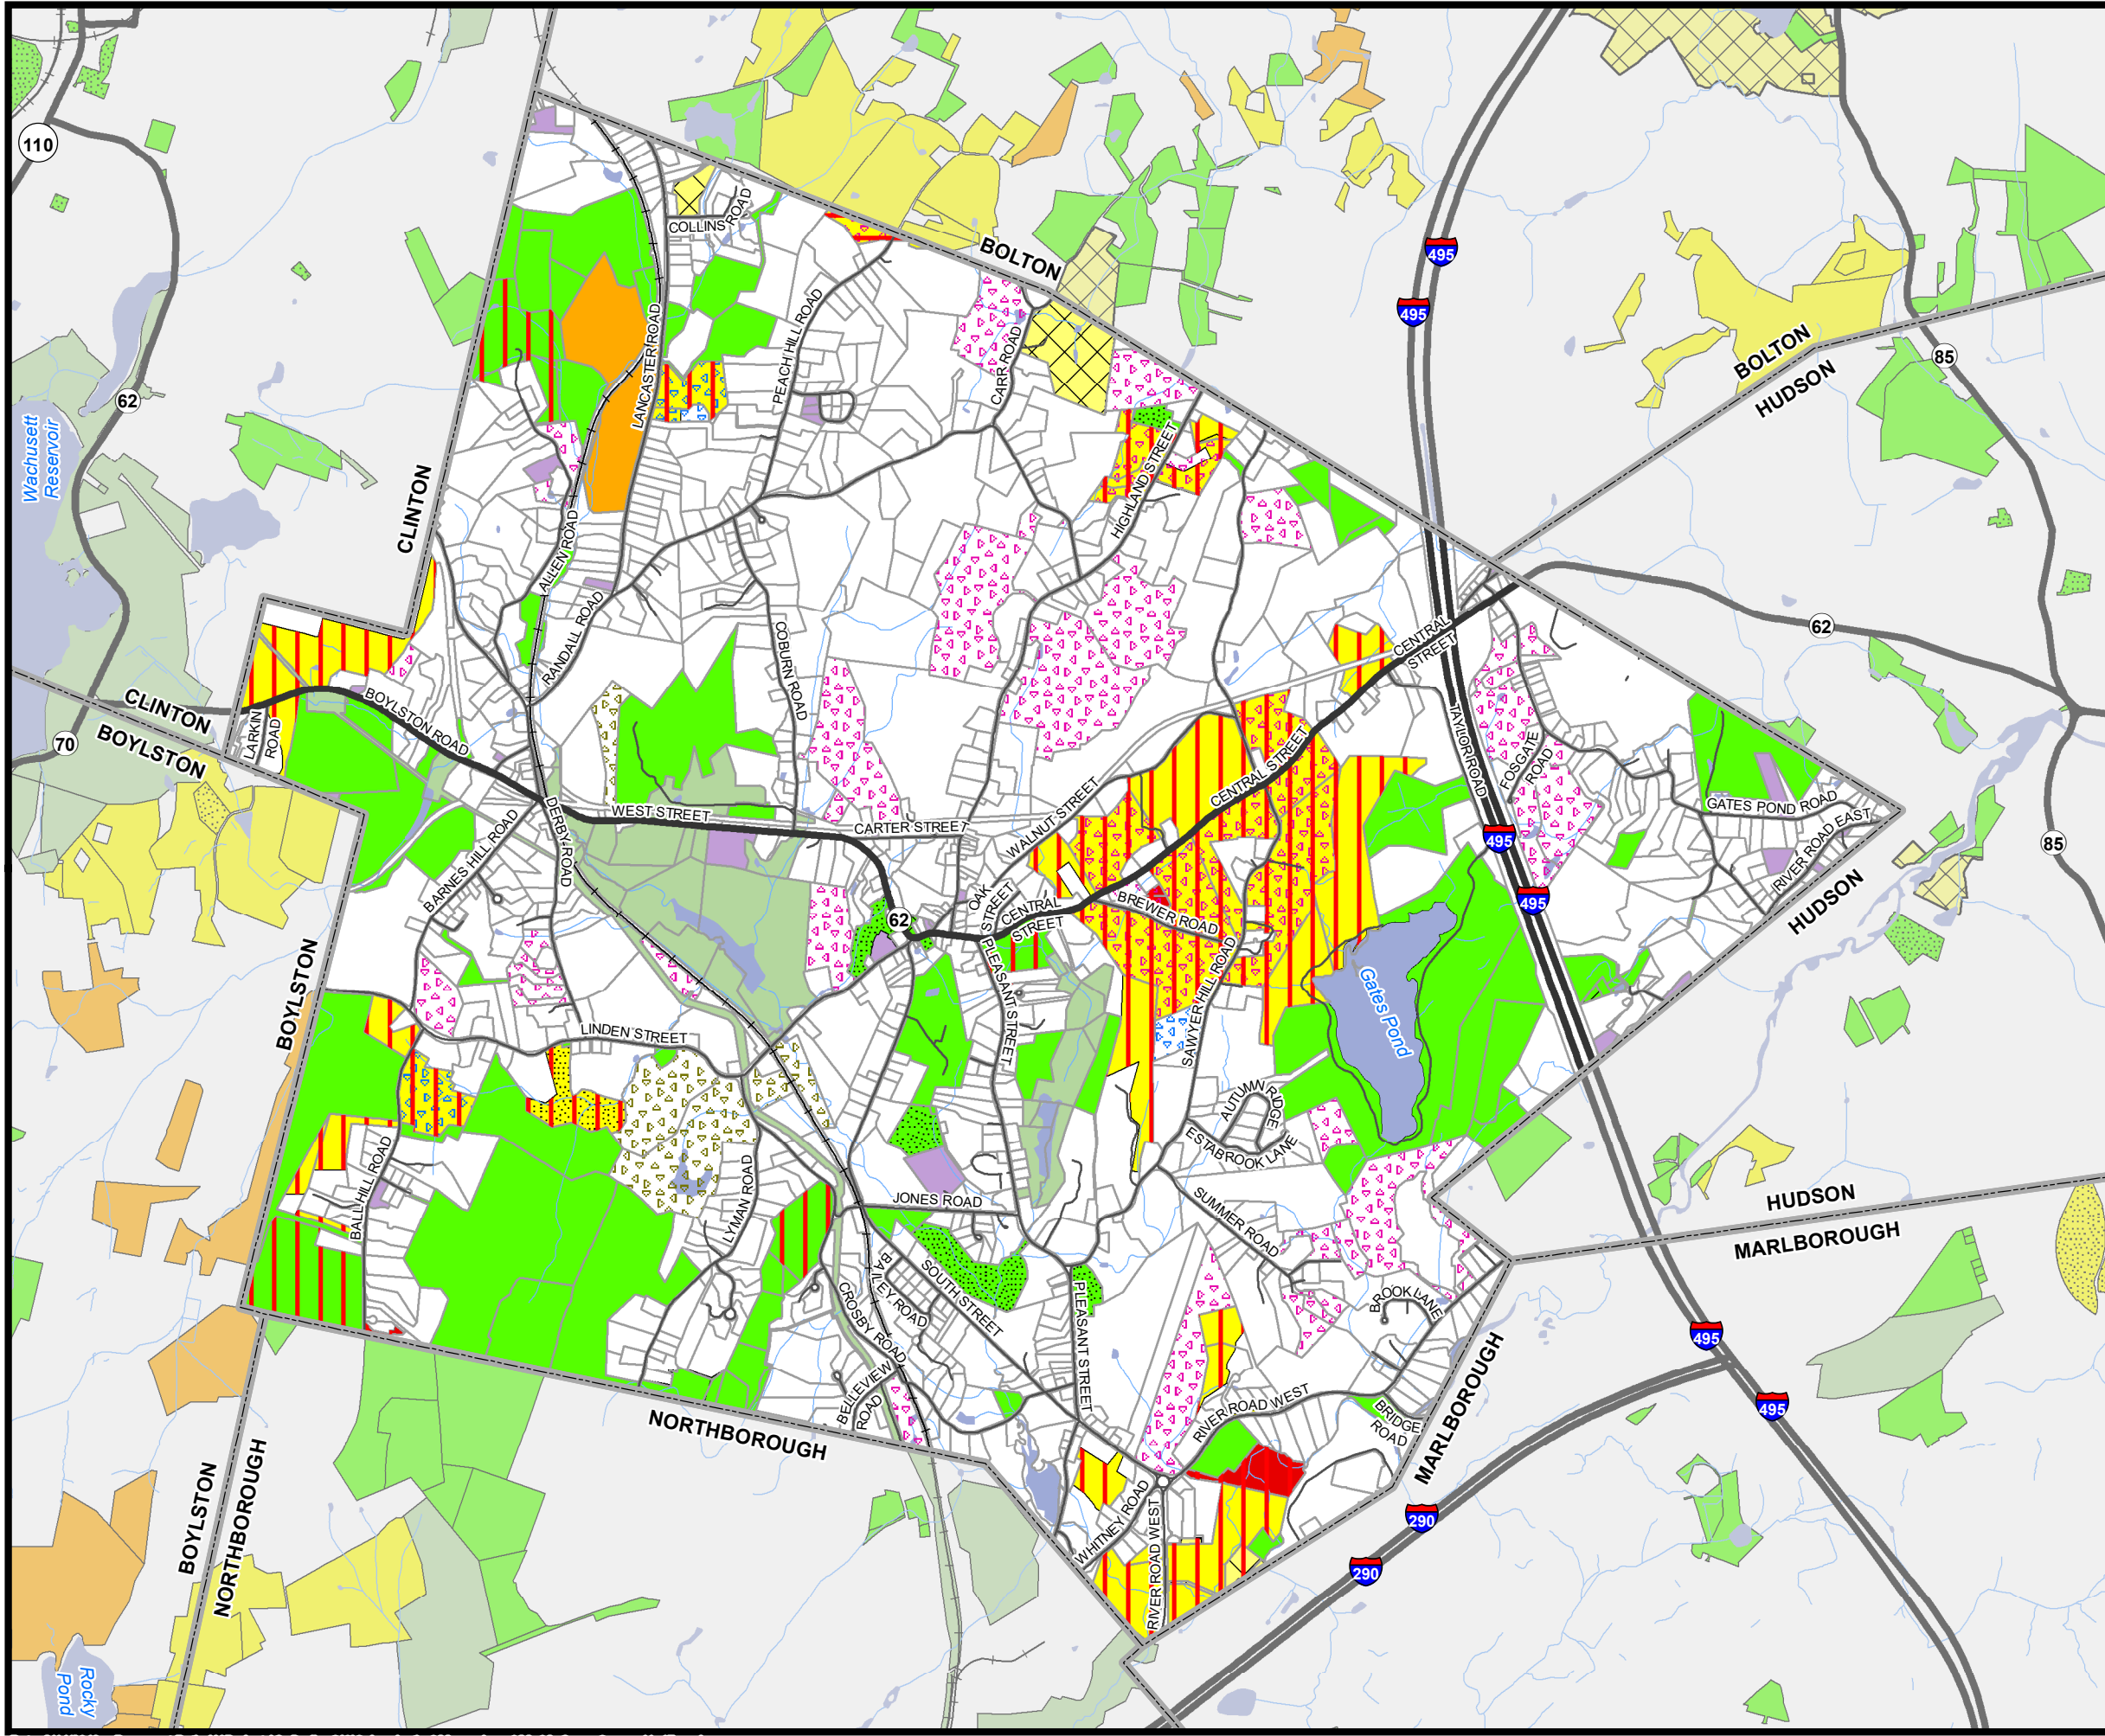 110
COLLINS ROAD
BOLTON
495
495
62
85
BOLTON
HUDSON
PEACH HILL ROAD
LANCASTER ROAD
CARR ROAD
Wachusett
Reservoir
CLINTON
HIGHLAND STREET
ALLEN ROAD
RANDALL ROAD
COBURN ROAD
CENTRAL
STREET
62
CLINTON
BOYLSTON
LARKIN
ROAD
BOYLSTON ROAD
70
TAYLOR ROAD
FOSGATE
ROAD
CENTRAL STREET
GATES POND ROAD
RIVER ROAD EAST
WEST STREET
CARTER STREET
WALNUT STREET
DERBY ROAD
BARNES HILL ROAD
495
85
495
62
OAK
STREET
CENTRAL
STREET
BREWER ROAD
HUDSON
BOYLSTON
PLEASANT STREET
SAWYER HILL ROAD
Gates Pond
LINDEN STREET
AUTUMN
RIDGE
ESTABROOK LANE
BALL HILL ROAD
LYMAN ROAD
JONES ROAD
SUMMER ROAD
HUDSON
MARLBOROUGH
BAILEY ROAD
SOUTH STREET
CROSBY ROAD
PLEASANT STREET
BROOK LANE
495
BELLEVIEW
ROAD
RIVER ROAD WEST
BRIDGE
ROAD
MARLBOROUGH
495
NORTHBOROUGH
BOYLSTON
NORTHBOROUGH
WHITNEY ROAD
RIVER ROAD WEST
290
290
Rocky
Pond